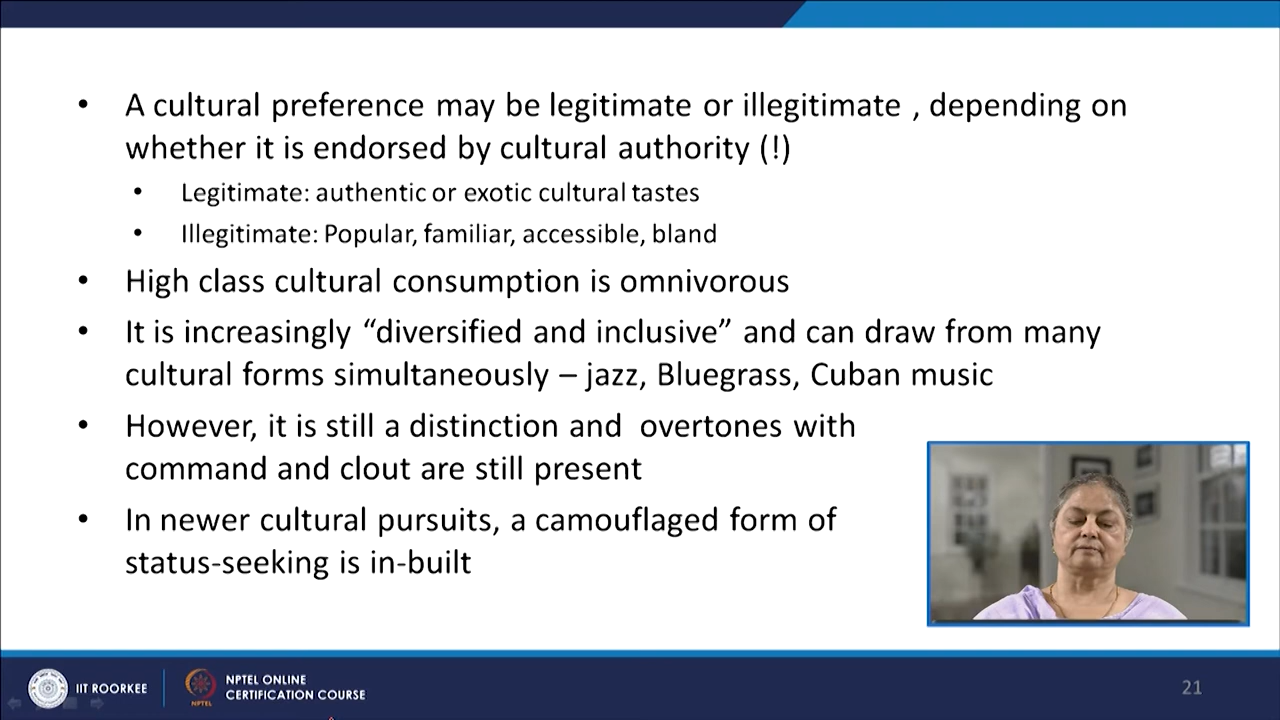 • A cultural preference may be legitimate or illegitimate , depending on
whether it is endorsed by cultural authority (!)
• Legitimate: authentic or exotic cultural tastes
• Illegitimate: Popular, familiar, accessible, bland
• High class cultural consumption is omnivorous
• It is increasingly “diversified and inclusive” and can draw from many
cultural forms simultaneously – jazz, Bluegrass, Cuban music
• However, it is still a distinction and overtones with
command and clout are still present
• In newer cultural pursuits, a camouflaged form of
status-seeking is in-built
IIT ROORKEE
NPTEL
NPTEL ONLINE
CERTIFICATION COURSE
21